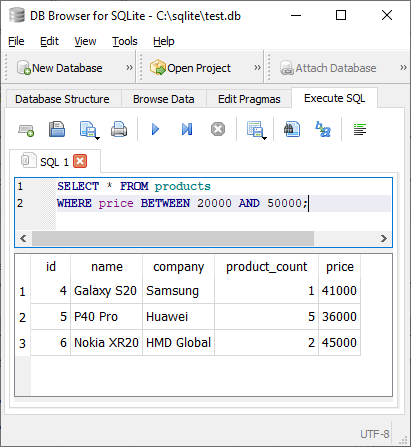 DB Browser for SQLite - C:\sqlite\test.db
File Edit View Tools Help
New Database >> Open Project >> Attach Database >>
Database Structure Browse Data Edit Pragmas Execute SQL
SQL 1
1 SELECT * FROM products
2 WHERE price BETWEEN 20000 AND 50000;
id name company product_count price
1 4 Galaxy S20 Samsung 1 41000
2 5 P40 Pro Huawei 5 36000
3 6 Nokia XR20 HMD Global 2 45000
UTF-8